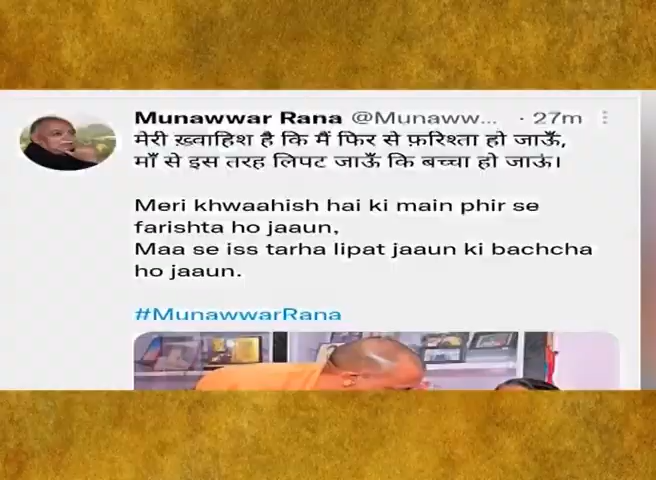 Munawwar Rana @Munaww... · 27m
मेरी ख़्वाहिश है कि मैं फिर से फ़रिश्ता हो जाऊँ,
माँ से इस तरह लिपट जाऊँ कि बच्चा हो जाऊं।
Meri khwaahish hai ki main phir se
farishta ho jaaun,
Maa se iss tarha lipat jaaun ki bachcha
ho jaaun.
#MunawwarRana